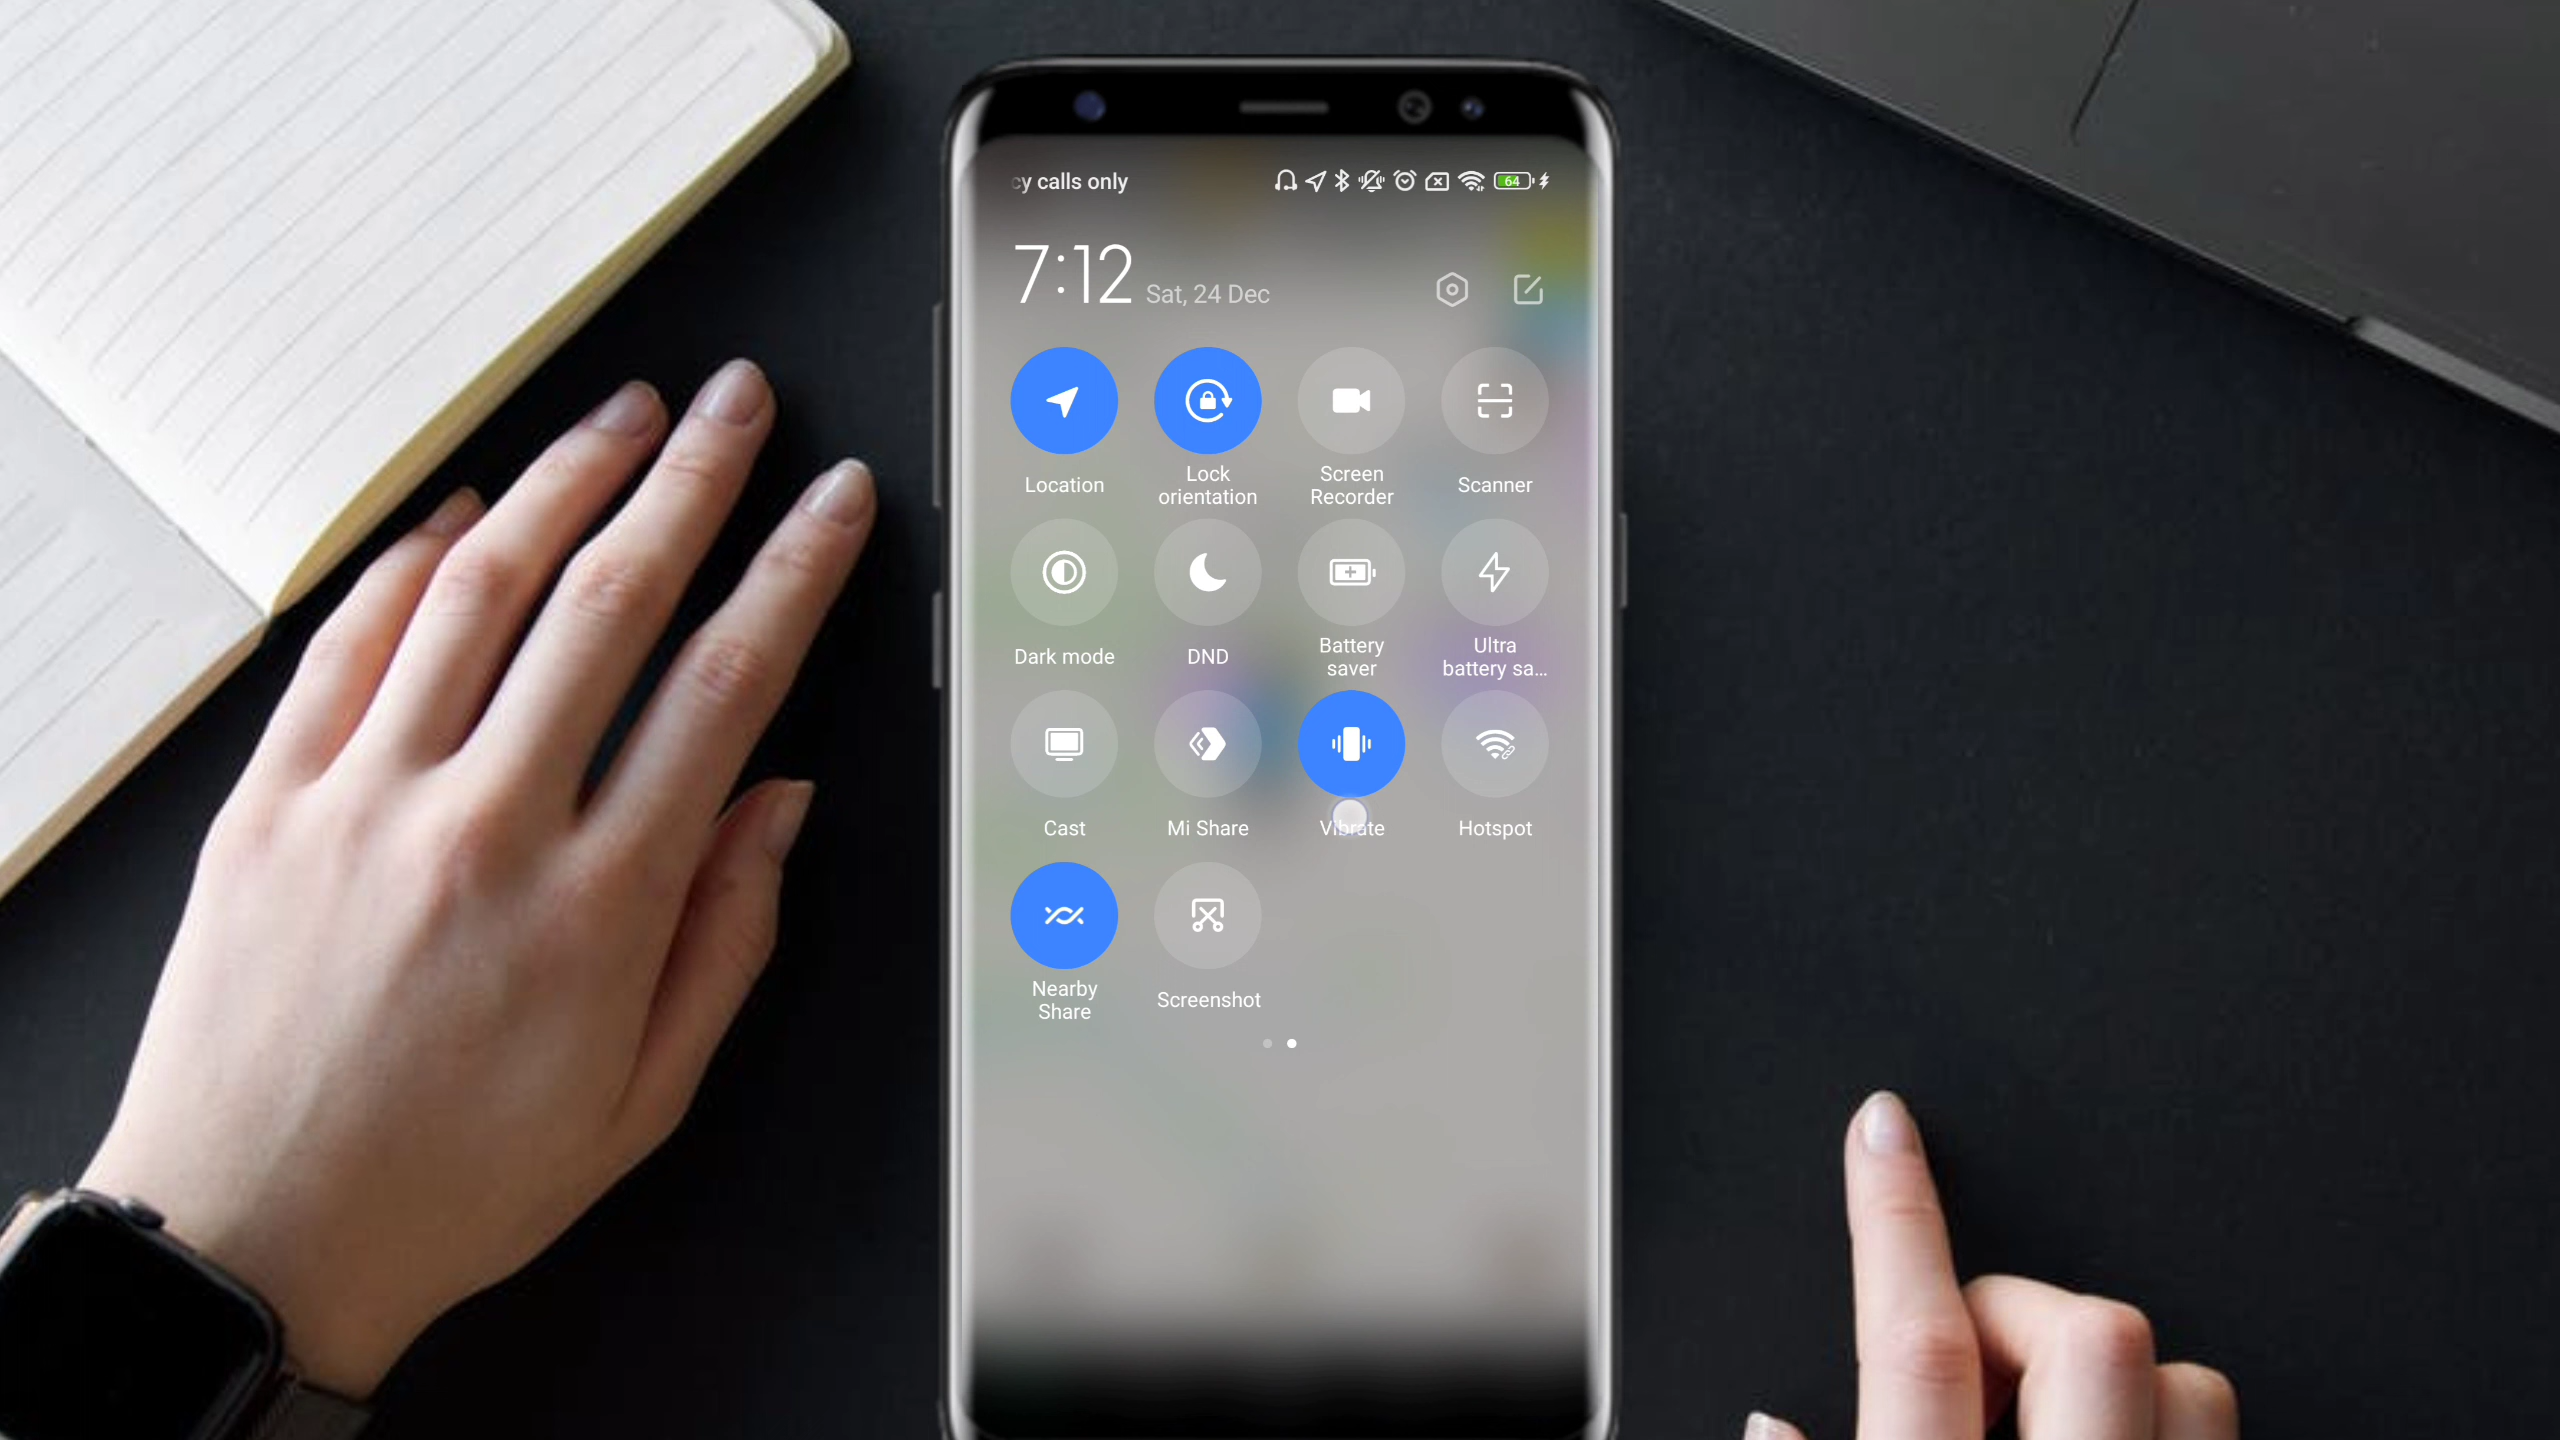 cy calls only
64
7:12 Sat, 24 Dec
Location
Lock
orientation
Screen
Recorder
Scanner
Dark mode
DND
Battery
saver
Ultra
battery sa...
Cast
Mi Share
Vibrate
Hotspot
Nearby
Share
Screenshot